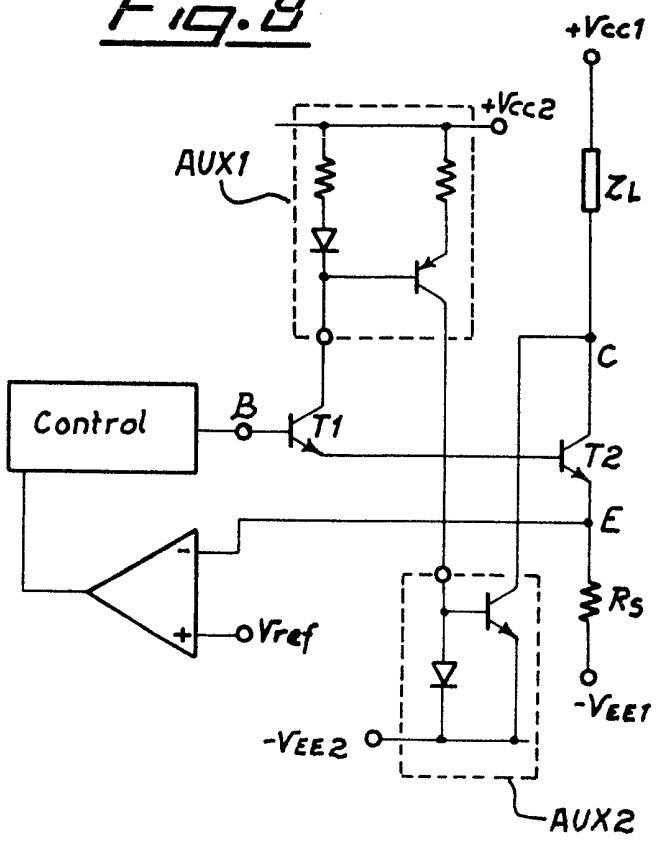 Fig. 8
+Vcc1
+Vcc2
AUX1
ZL
C
Control
B
T1
T2
E
-
+
Vref
RS
-VEE1
-VEE2
AUX2